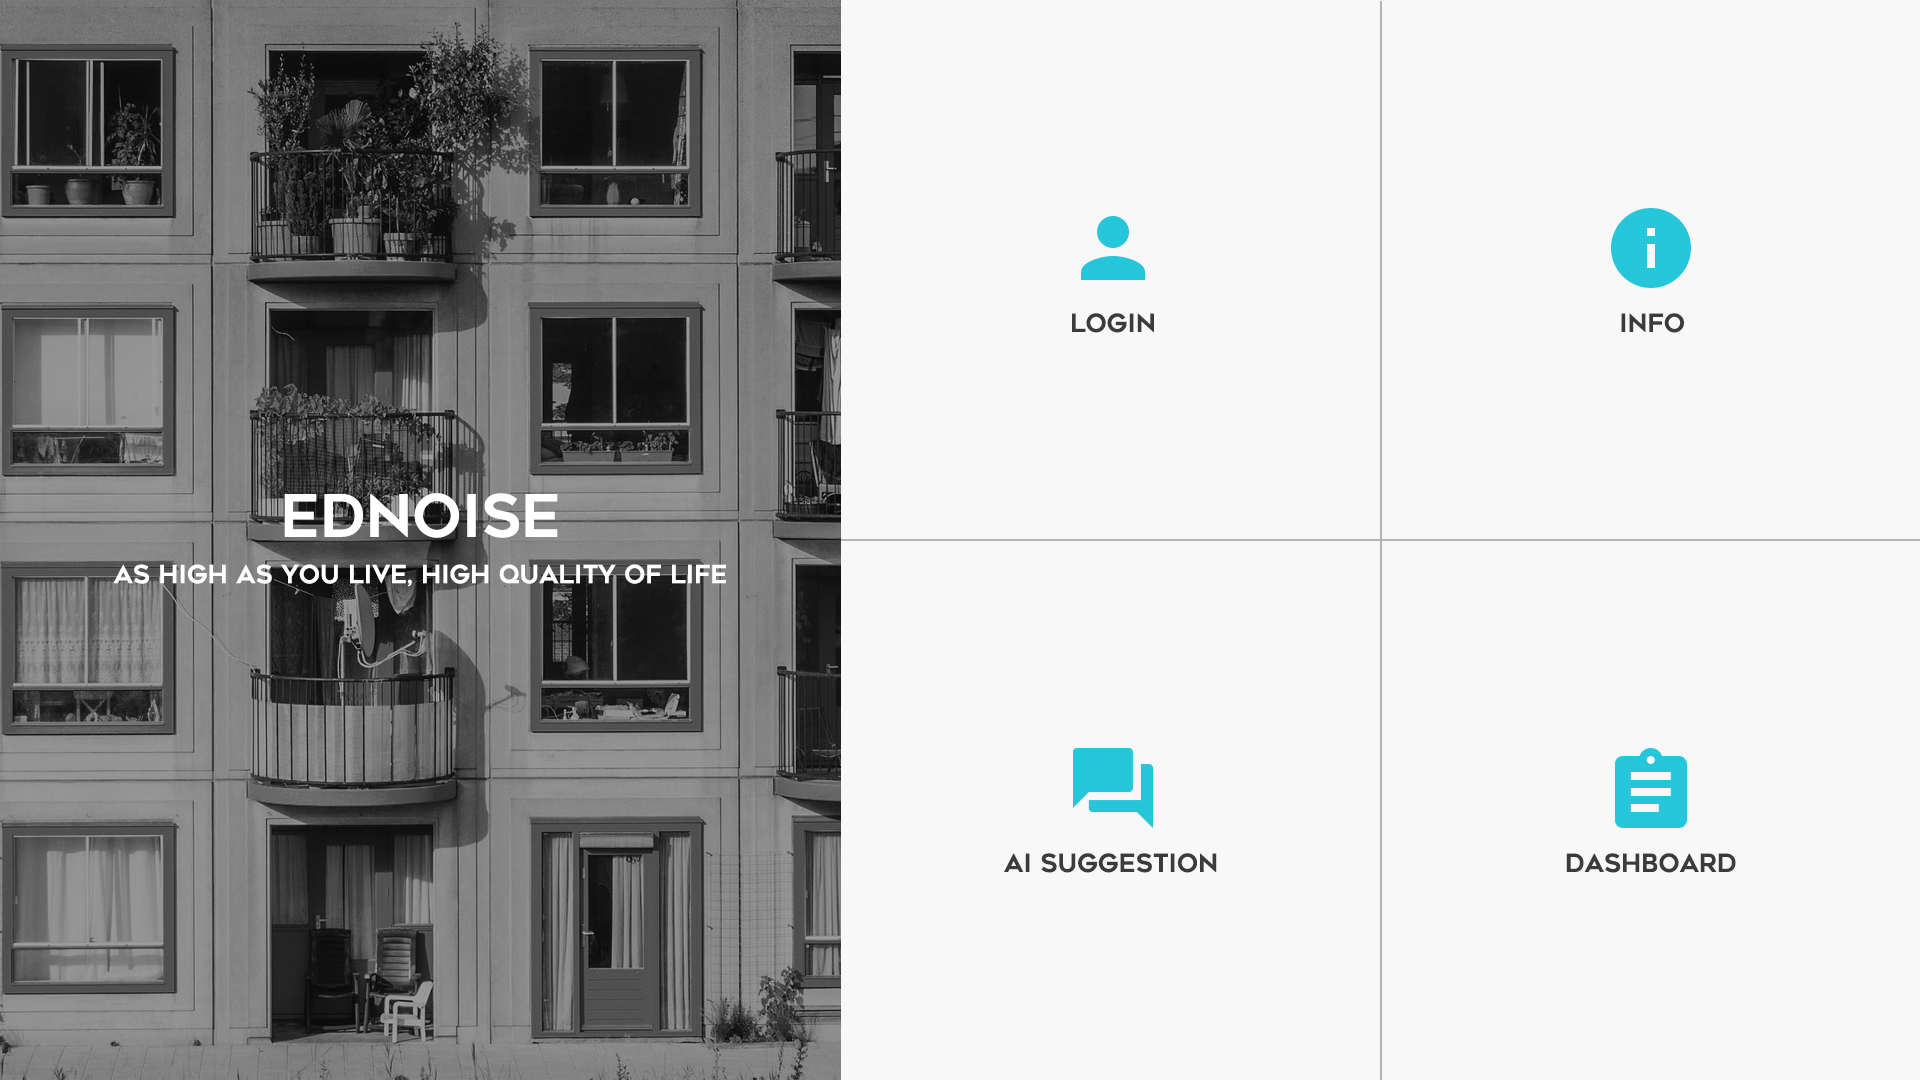 EDNOISE
AS HIGH AS YOU LIVE, HIGH QUALITY OF LIFE
LOGIN
INFO
AI SUGGESTION
DASHBOARD